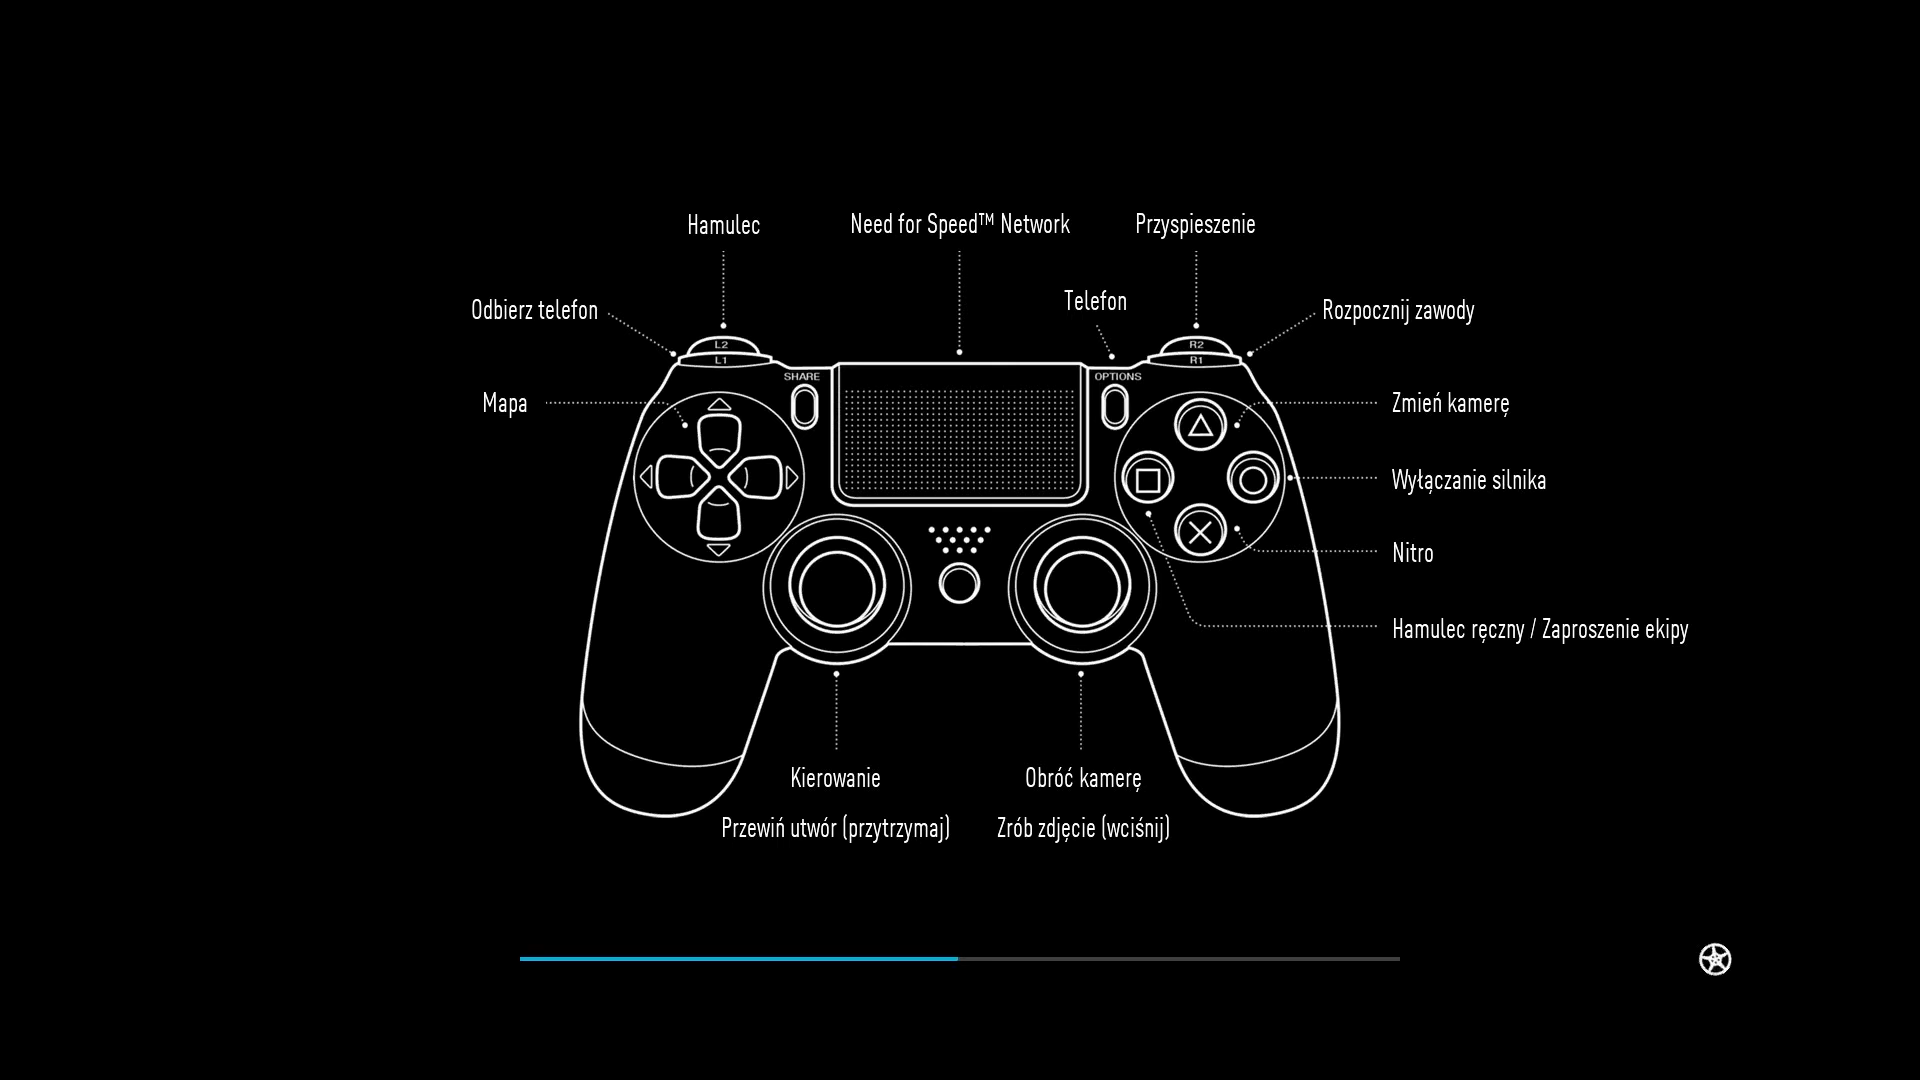 Hamulec
Need for Speed™ Network
Przyspieszenie
Odbierz telefon
Telefon
Rozpocznij zawody
L2
R2
L1
R1
SHARE
OPTIONS
Mapa
Zmień kamerę
Wyłączanie silnika
Nitro
Hamulec ręczny / Zaproszenie ekipy
Kierowanie
Obróć kamerę
Przewiń utwór (przytrzymaj)
Zrób zdjęcie (wciśnij)